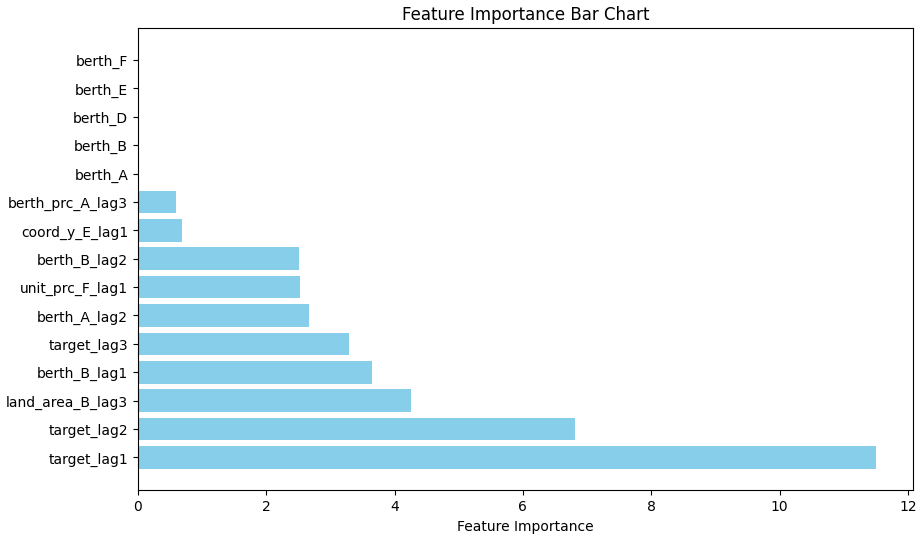 Feature Importance Bar Chart
berth_F
berth_E
berth_D
berth_B
berth_A
berth_prc_A_lag3
coord_y_E_lag1
berth_B_lag2
unit_prc_F_lag1
berth_A_lag2
target_lag3
berth_B_lag1
land_area_B_lag3
target_lag2
target_lag1
0 2 4 6 8 10 12
Feature Importance